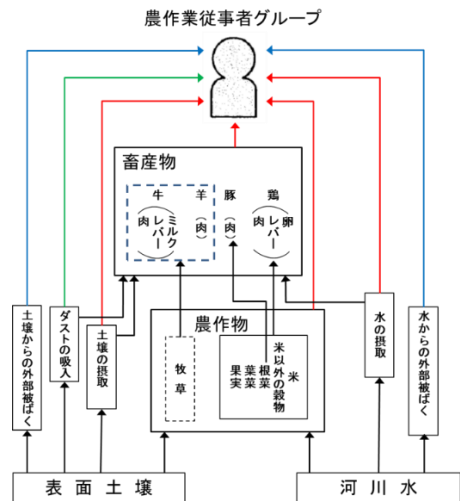 農作業従事者グループ
畜産物
牛
（ミルク
レバー
肉）
羊
（肉）
豚
（肉）
鶏
（卵
レバー
肉）
土壌からの外部被ばく
ダストの吸入
土壌の摂取
農作物
牧草
米
米以外の穀物
根菜
葉菜
果実
水の摂取
水からの外部被ばく
表面土壌
河川水